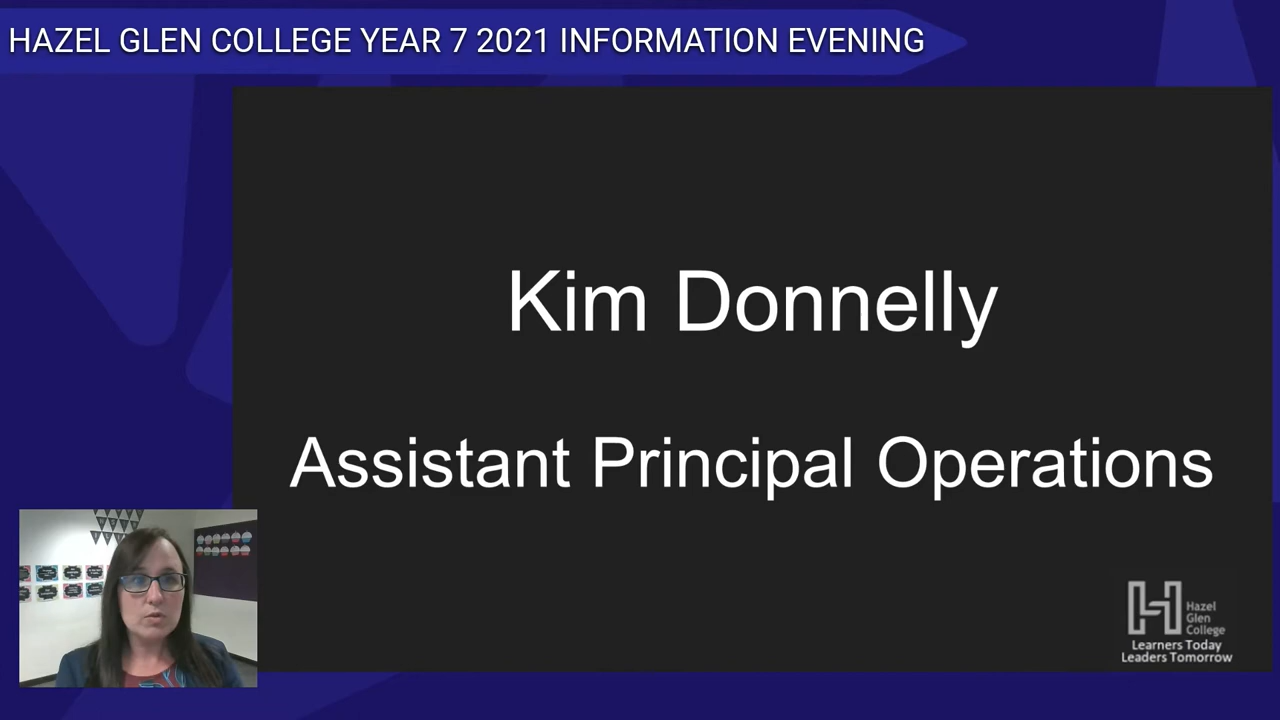 HAZEL GLEN COLLEGE YEAR 7 2021 INFORMATION EVENING
Kim Donnelly
Assistant Principal Operations
Hazel
Glen
College
Learners Today
Leaders Tomorrow